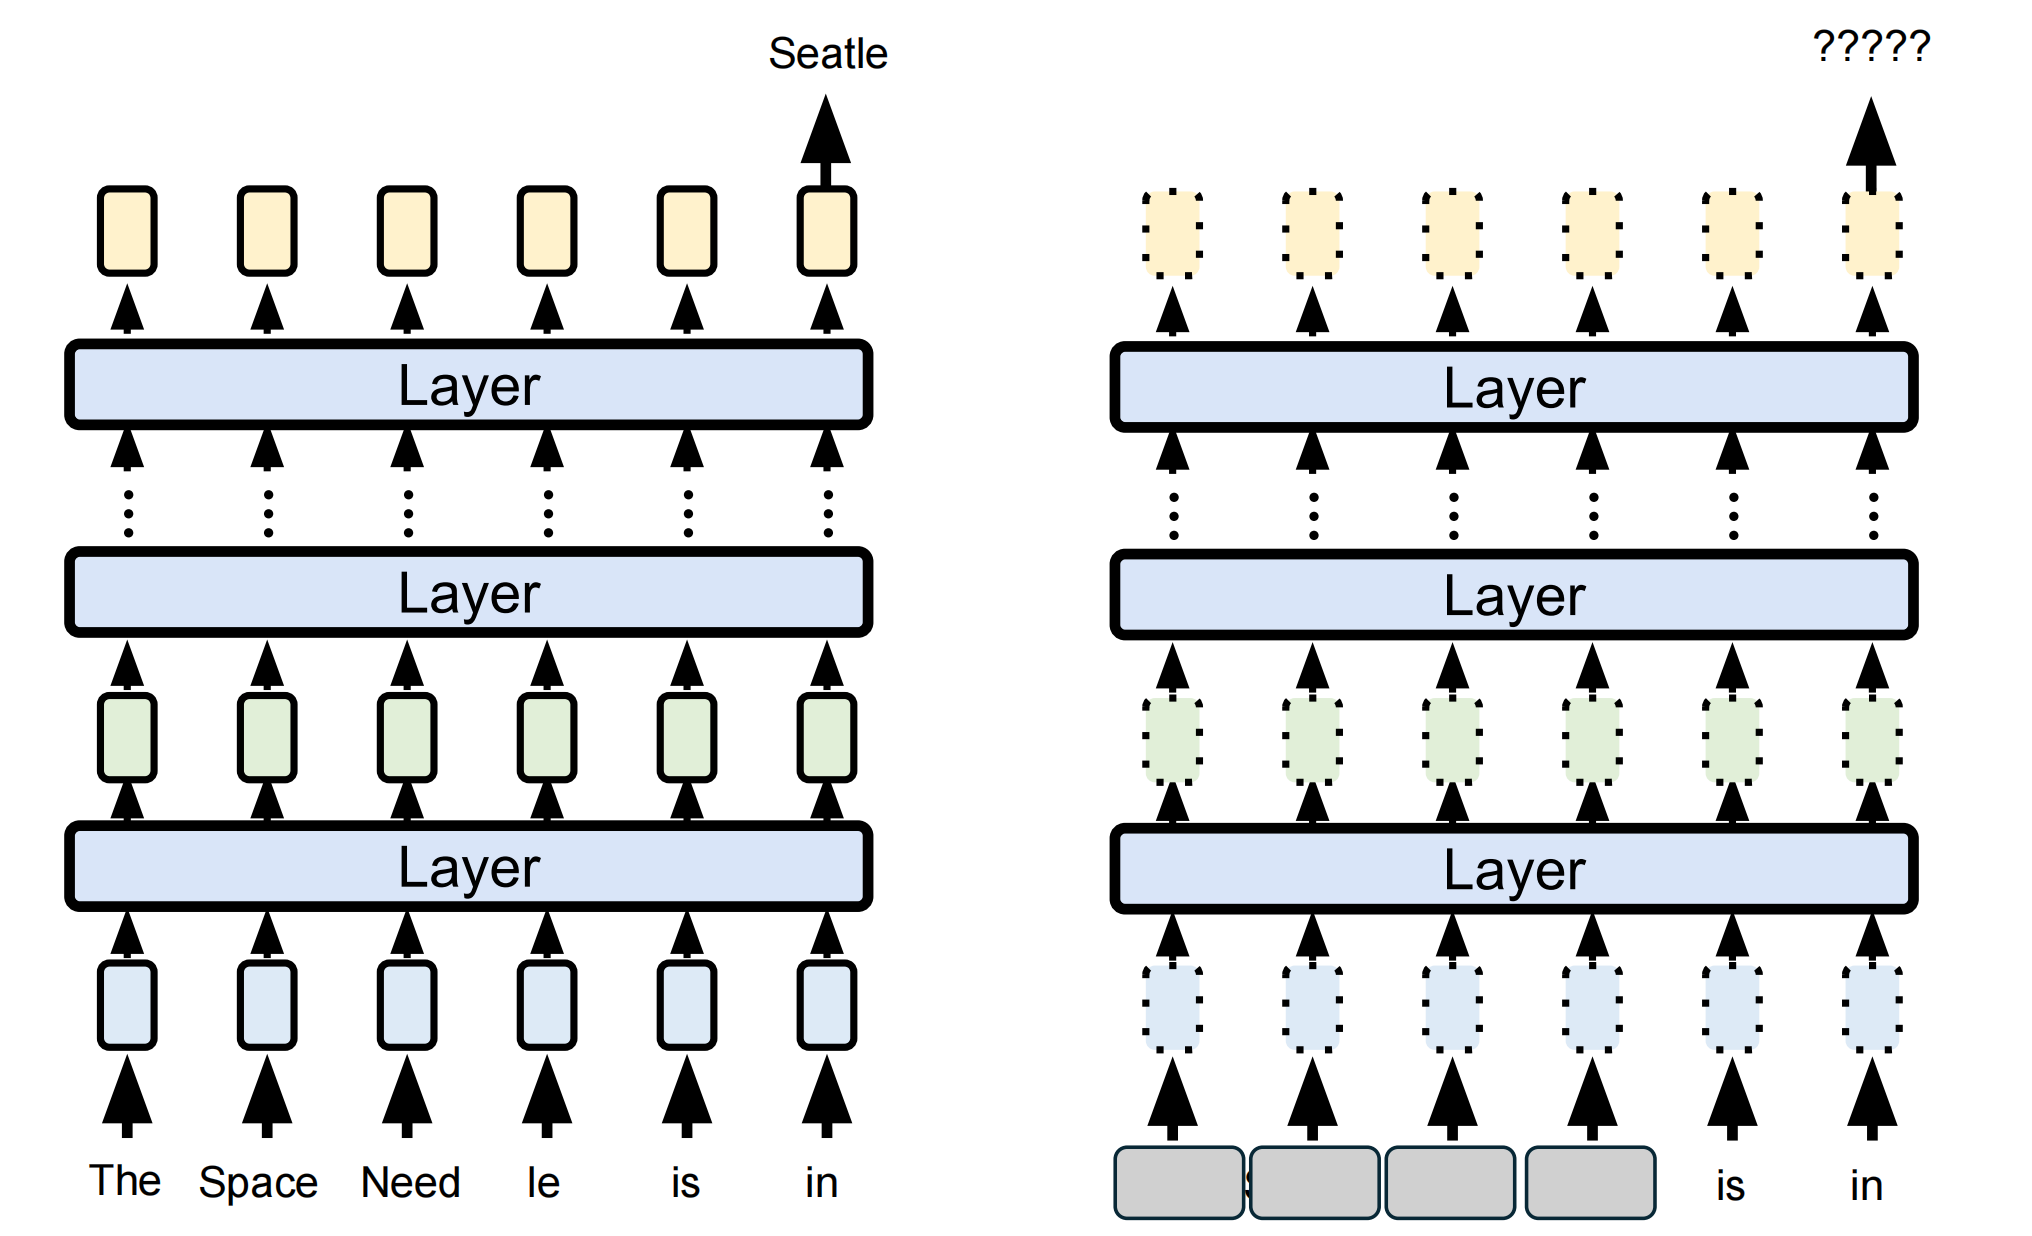 Seatle
?????
Layer
Layer
Layer
Layer
Layer
Layer
The Space Need le is in
is in